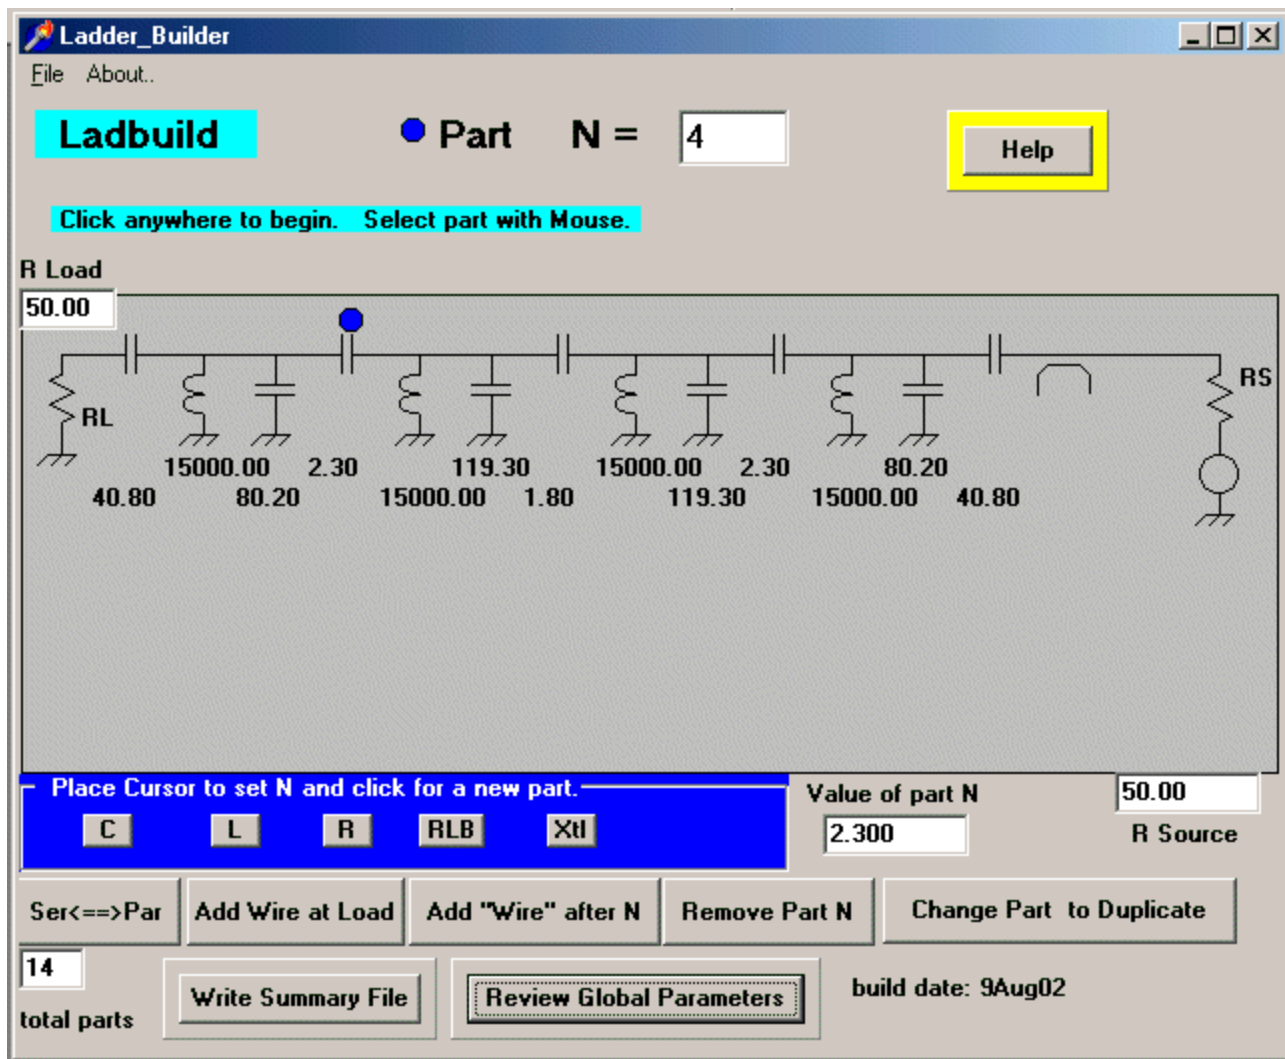 Ladder_Builder
File About..
Ladbuild Part N = 4 Help
Click anywhere to begin. Select part with Mouse.
R Load
50.00
RL RS
15000.00 2.30 119.30 15000.00 2.30 80.20
40.80 80.20 15000.00 1.80 119.30 15000.00 40.80
Place Cursor to set N and click for a new part. Value of part N 50.00
C L R RLB Xtl 2.300 R Source
Ser<==>Par Add Wire at Load Add "Wire" after N Remove Part N Change Part to Duplicate
14
total parts Write Summary File Review Global Parameters build date: 9Aug02